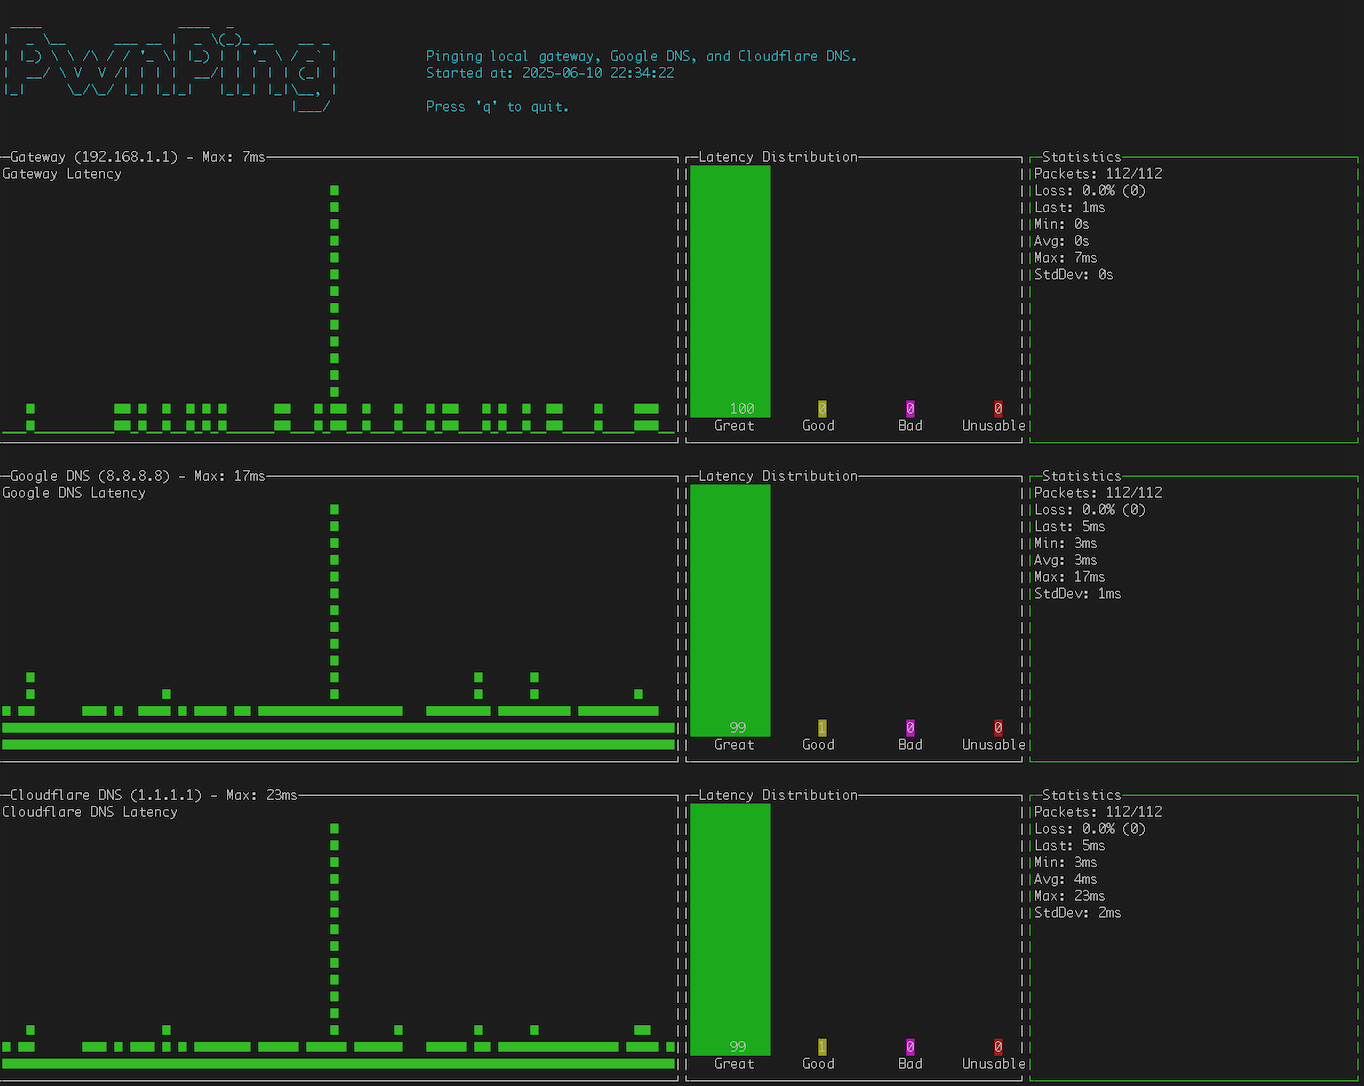 PwnPing
Pinging local gateway, Google DNS, and Cloudflare DNS.
Started at: 2025-06-10 22:34:22
Press 'q' to quit.
Gateway (192.168.1.1) - Max: 7ms
Gateway Latency
Latency Distribution
100 0 0 0
Great Good Bad Unusable
Statistics
Packets: 112/112
Loss: 0.0% (0)
Last: 1ms
Min: 0s
Avg: 0s
Max: 7ms
StdDev: 0s
Google DNS (8.8.8.8) - Max: 17ms
Google DNS Latency
Latency Distribution
99 1 0 0
Great Good Bad Unusable
Statistics
Packets: 112/112
Loss: 0.0% (0)
Last: 5ms
Min: 3ms
Avg: 3ms
Max: 17ms
StdDev: 1ms
Cloudflare DNS (1.1.1.1) - Max: 23ms
Cloudflare DNS Latency
Latency Distribution
99 1 0 0
Great Good Bad Unusable
Statistics
Packets: 112/112
Loss: 0.0% (0)
Last: 5ms
Min: 3ms
Avg: 4ms
Max: 23ms
StdDev: 2ms